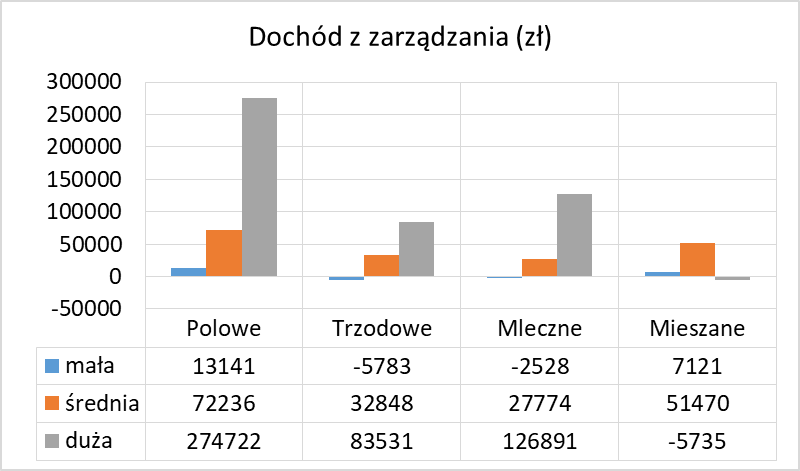 Dochód z zarządzania (zł)
300000
250000
200000
150000
100000
50000
0
-50000
Polowe Trzodowe Mleczne Mieszane
mała 13141 -5783 -2528 7121
średnia 72236 32848 27774 51470
duża 274722 83531 126891 -5735